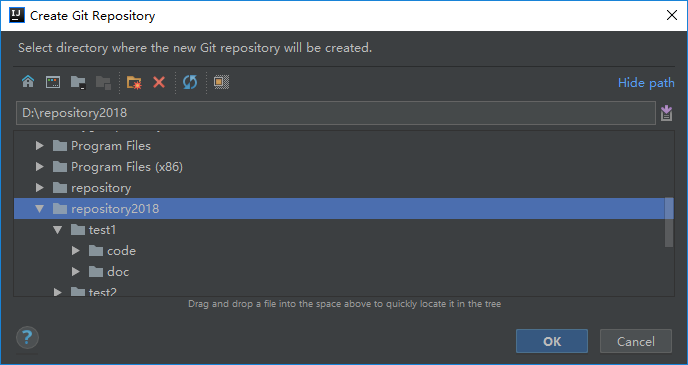 IJ Create Git Repository
Select directory where the new Git repository will be created.
Hide path
D:\repository2018
Program Files
Program Files (x86)
repository
repository2018
test1
code
doc
test2
Drag and drop a file into the space above to quickly locate it in the tree
? OK Cancel